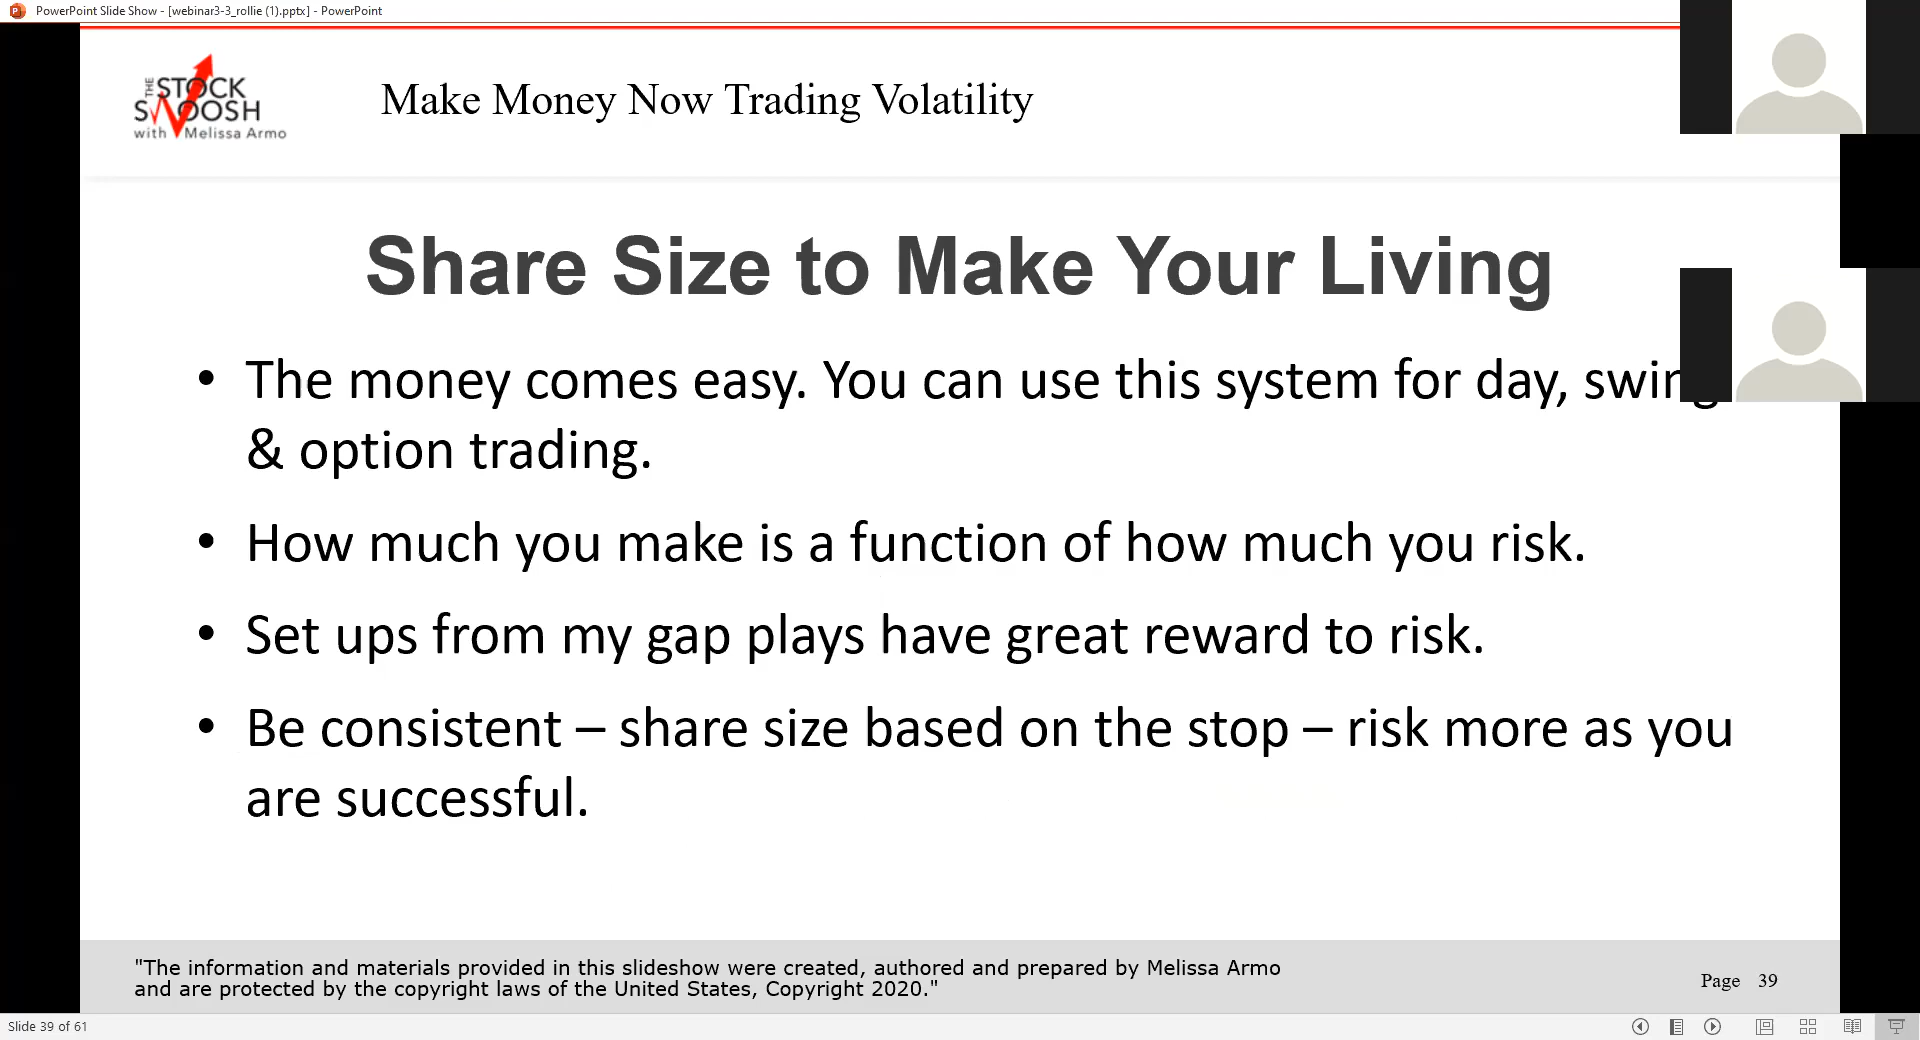 PowerPoint Slide Show - [webinar3-3_rollie (1).pptx] - PowerPoint
THE
STOCK
SWOOSH
with Melissa Armo
Make Money Now Trading Volatility
Share Size to Make Your Living
• The money comes easy. You can use this system for day, swing
& option trading.
• How much you make is a function of how much you risk.
• Set ups from my gap plays have great reward to risk.
• Be consistent – share size based on the stop – risk more as you
are successful.
"The information and materials provided in this slideshow were created, authored and prepared by Melissa Armo
and are protected by the copyright laws of the United States, Copyright 2020."
Page 39
Slide 39 of 61